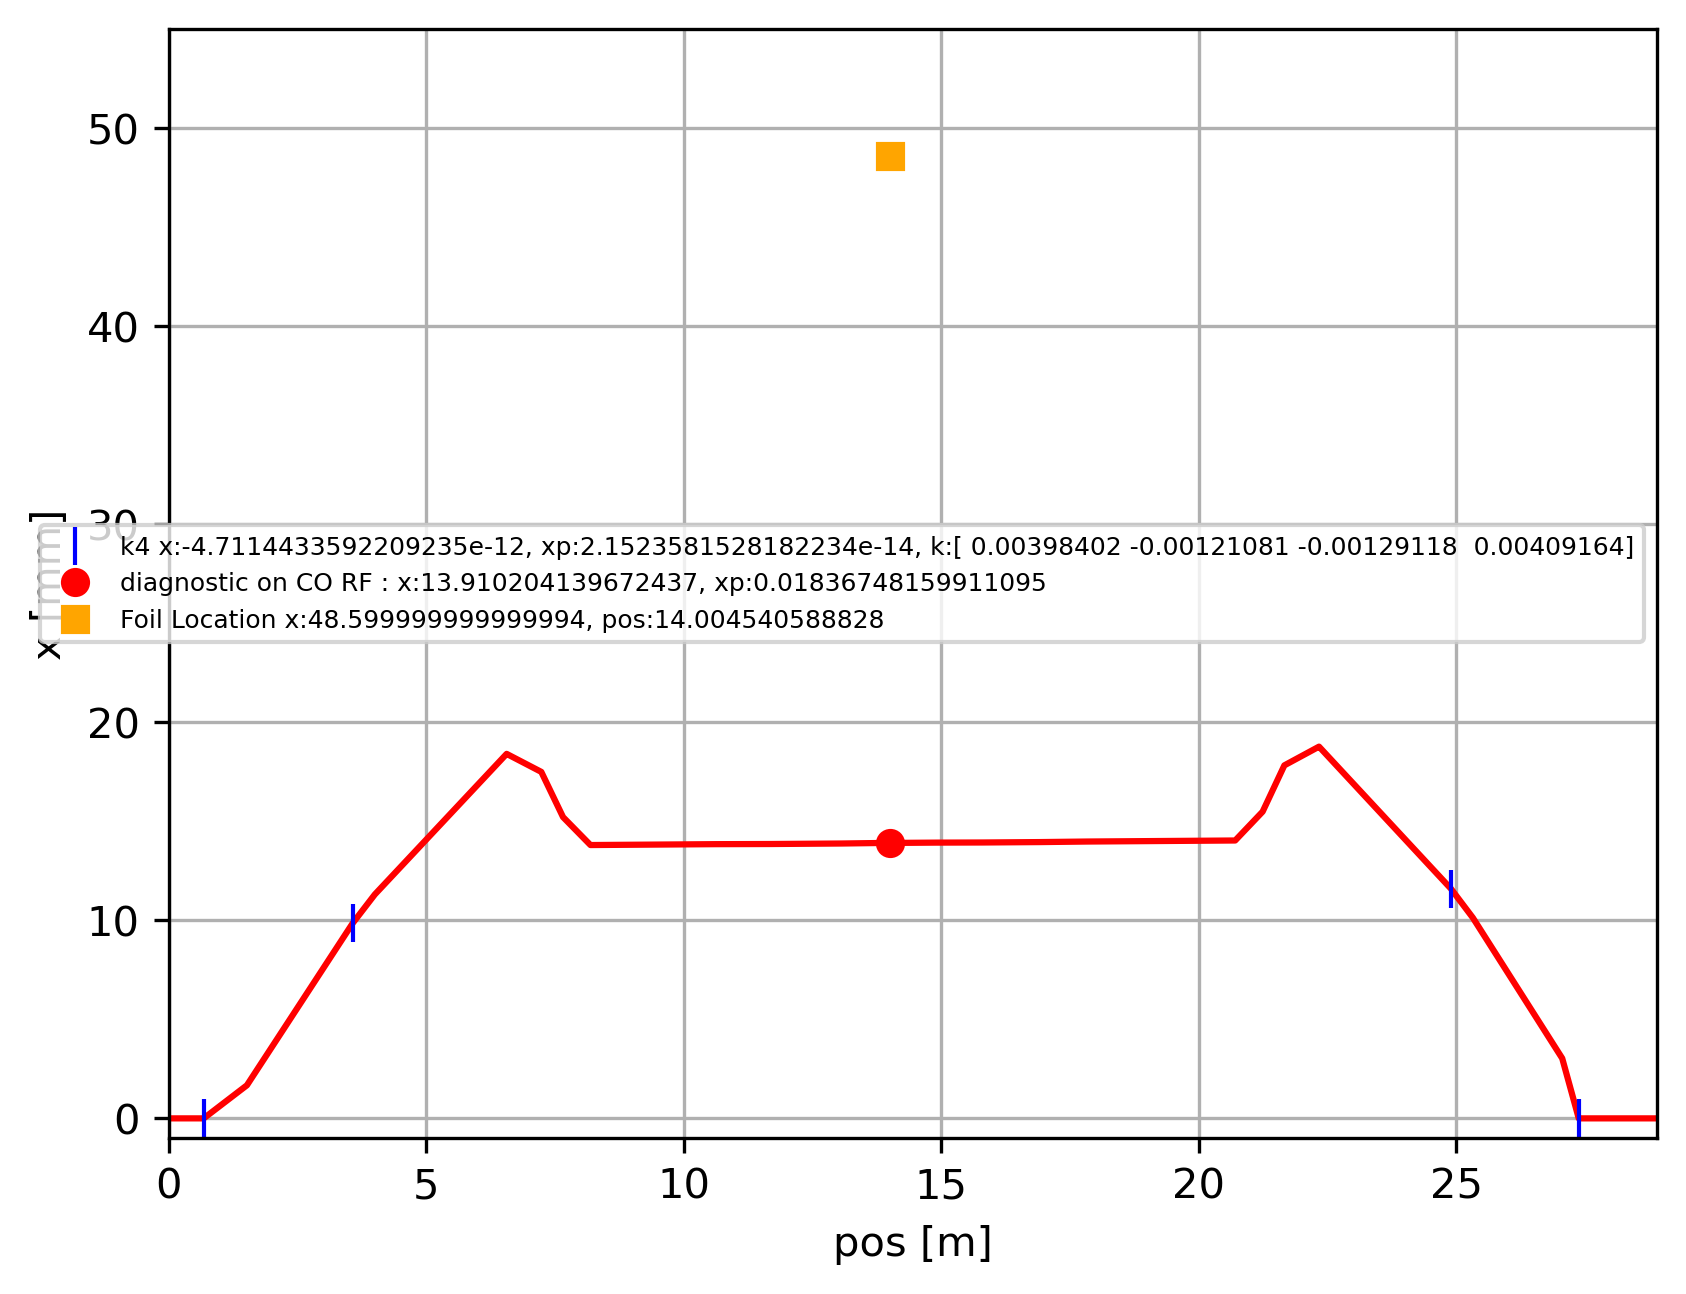 50
40
30
k4 x:-4.7114433592209235e-12, xp:2.1523581528182234e-14, k:[ 0.00398402 -0.00121081 -0.00129118  0.00409164]
diagnostic on CO RF : x:13.910204139672437, xp:0.01836748159911095
Foil Location x:48.599999999999994, pos:14.004540588828
x [mm]
20
10
0
0 5 10 15 20 25
pos [m]